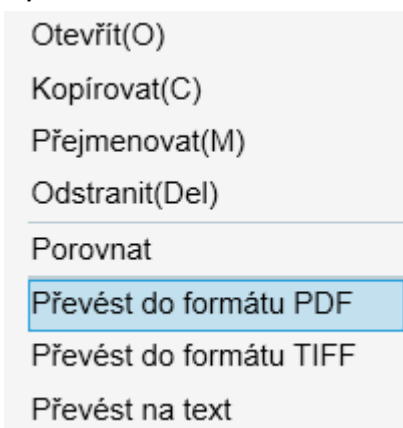 Otevřít(O)
Kopírovat(C)
Přejmenovat(M)
Odstranit(Del)
Porovnat
Převést do formátu PDF
Převést do formátu TIFF
Převést na text